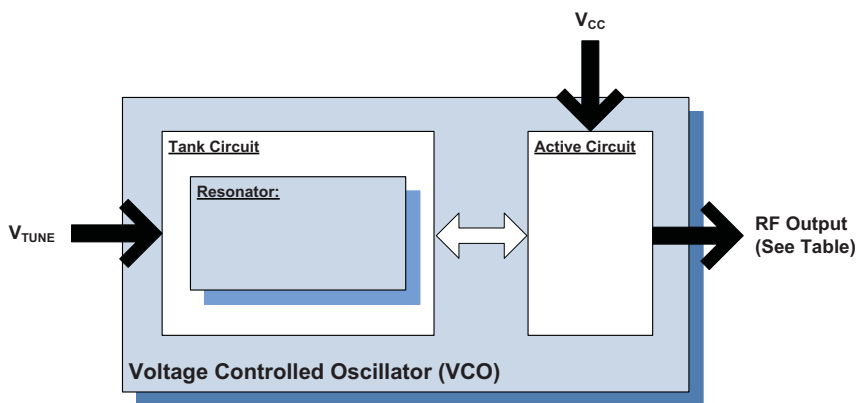 VCC
Tank Circuit
Active Circuit
Resonator:
VTUNE
RF Output
(See Table)
Voltage Controlled Oscillator (VCO)